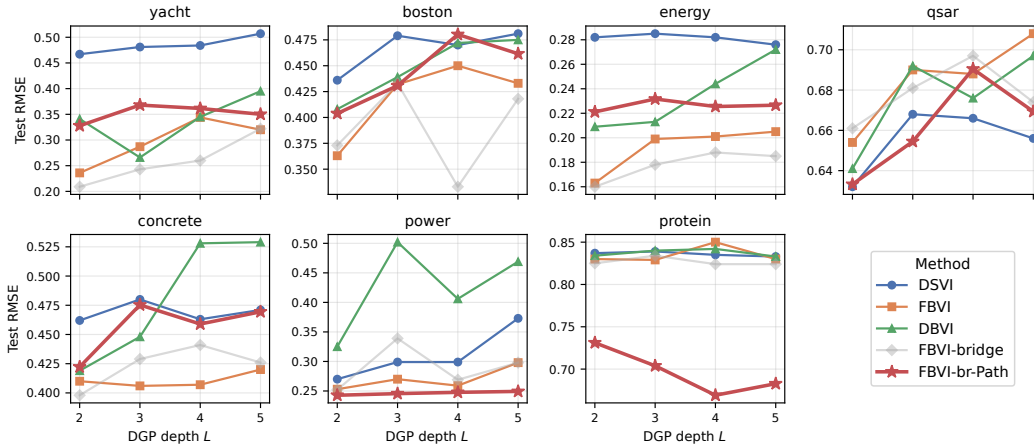 yacht
boston
energy
qsar
Test RMSE
0.50
0.45
0.40
0.35
0.30
0.25
0.20
0.475
0.450
0.425
0.400
0.375
0.350
0.28
0.26
0.24
0.22
0.20
0.18
0.16
0.70
0.68
0.66
0.64
concrete
power
protein
Test RMSE
0.525
0.500
0.475
0.450
0.425
0.400
2 3 4 5
DGP depth L
0.50
0.45
0.40
0.35
0.30
0.25
2 3 4 5
DGP depth L
0.85
0.80
0.75
0.70
2 3 4 5
DGP depth L
Method
DSVI
FBVI
DBVI
FBVI-bridge
FBVI-br-Path